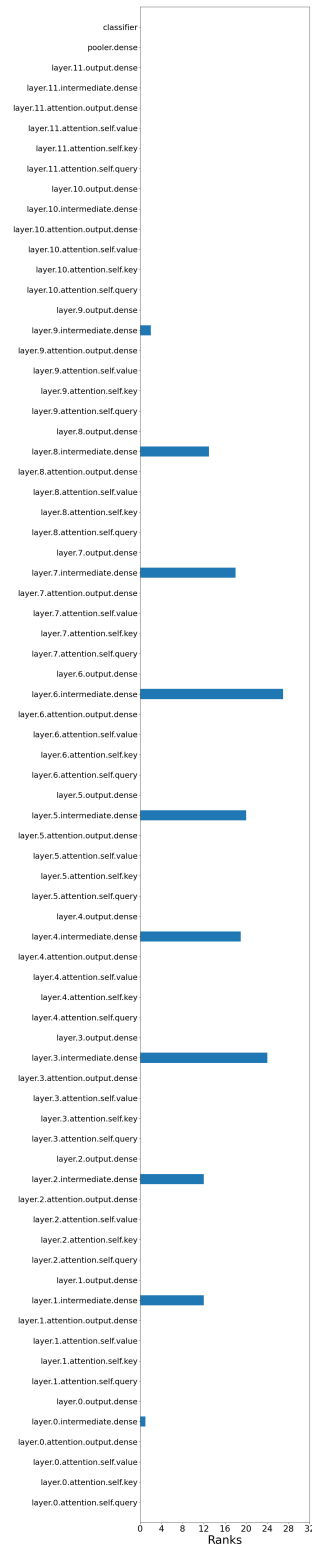 classifier
pooler.dense
layer.11.output.dense
layer.11.intermediate.dense
layer.11.attention.output.dense
layer.11.attention.self.value
layer.11.attention.self.key
layer.11.attention.self.query
layer.10.output.dense
layer.10.intermediate.dense
layer.10.attention.output.dense
layer.10.attention.self.value
layer.10.attention.self.key
layer.10.attention.self.query
layer.9.output.dense
layer.9.intermediate.dense
layer.9.attention.output.dense
layer.9.attention.self.value
layer.9.attention.self.key
layer.9.attention.self.query
layer.8.output.dense
layer.8.intermediate.dense
layer.8.attention.output.dense
layer.8.attention.self.value
layer.8.attention.self.key
layer.8.attention.self.query
layer.7.output.dense
layer.7.intermediate.dense
layer.7.attention.output.dense
layer.7.attention.self.value
layer.7.attention.self.key
layer.7.attention.self.query
layer.6.output.dense
layer.6.intermediate.dense
layer.6.attention.output.dense
layer.6.attention.self.value
layer.6.attention.self.key
layer.6.attention.self.query
layer.5.output.dense
layer.5.intermediate.dense
layer.5.attention.output.dense
layer.5.attention.self.value
layer.5.attention.self.key
layer.5.attention.self.query
layer.4.output.dense
layer.4.intermediate.dense
layer.4.attention.output.dense
layer.4.attention.self.value
layer.4.attention.self.key
layer.4.attention.self.query
layer.3.output.dense
layer.3.intermediate.dense
layer.3.attention.output.dense
layer.3.attention.self.value
layer.3.attention.self.key
layer.3.attention.self.query
layer.2.output.dense
layer.2.intermediate.dense
layer.2.attention.output.dense
layer.2.attention.self.value
layer.2.attention.self.key
layer.2.attention.self.query
layer.1.output.dense
layer.1.intermediate.dense
layer.1.attention.output.dense
layer.1.attention.self.value
layer.1.attention.self.key
layer.1.attention.self.query
layer.0.output.dense
layer.0.intermediate.dense
layer.0.attention.output.dense
layer.0.attention.self.value
layer.0.attention.self.key
layer.0.attention.self.query
0 4 8 12 16 20 24 28 32
Ranks